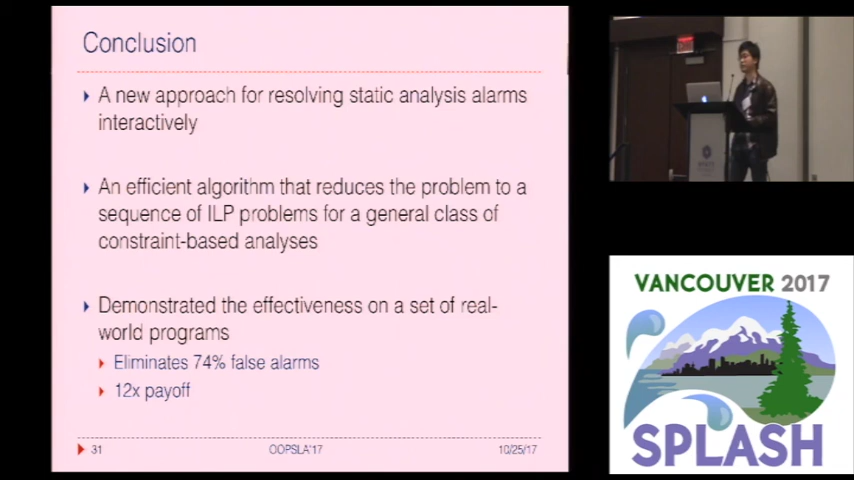 Conclusion
A new approach for resolving static analysis alarms
interactively
An efficient algorithm that reduces the problem to a
sequence of ILP problems for a general class of
constraint-based analyses
Demonstrated the effectiveness on a set of real-
world programs
Eliminates 74% false alarms
12x payoff
31
OOPSLA'17
10/25/17
VANCOUVER 2017
SPLASH